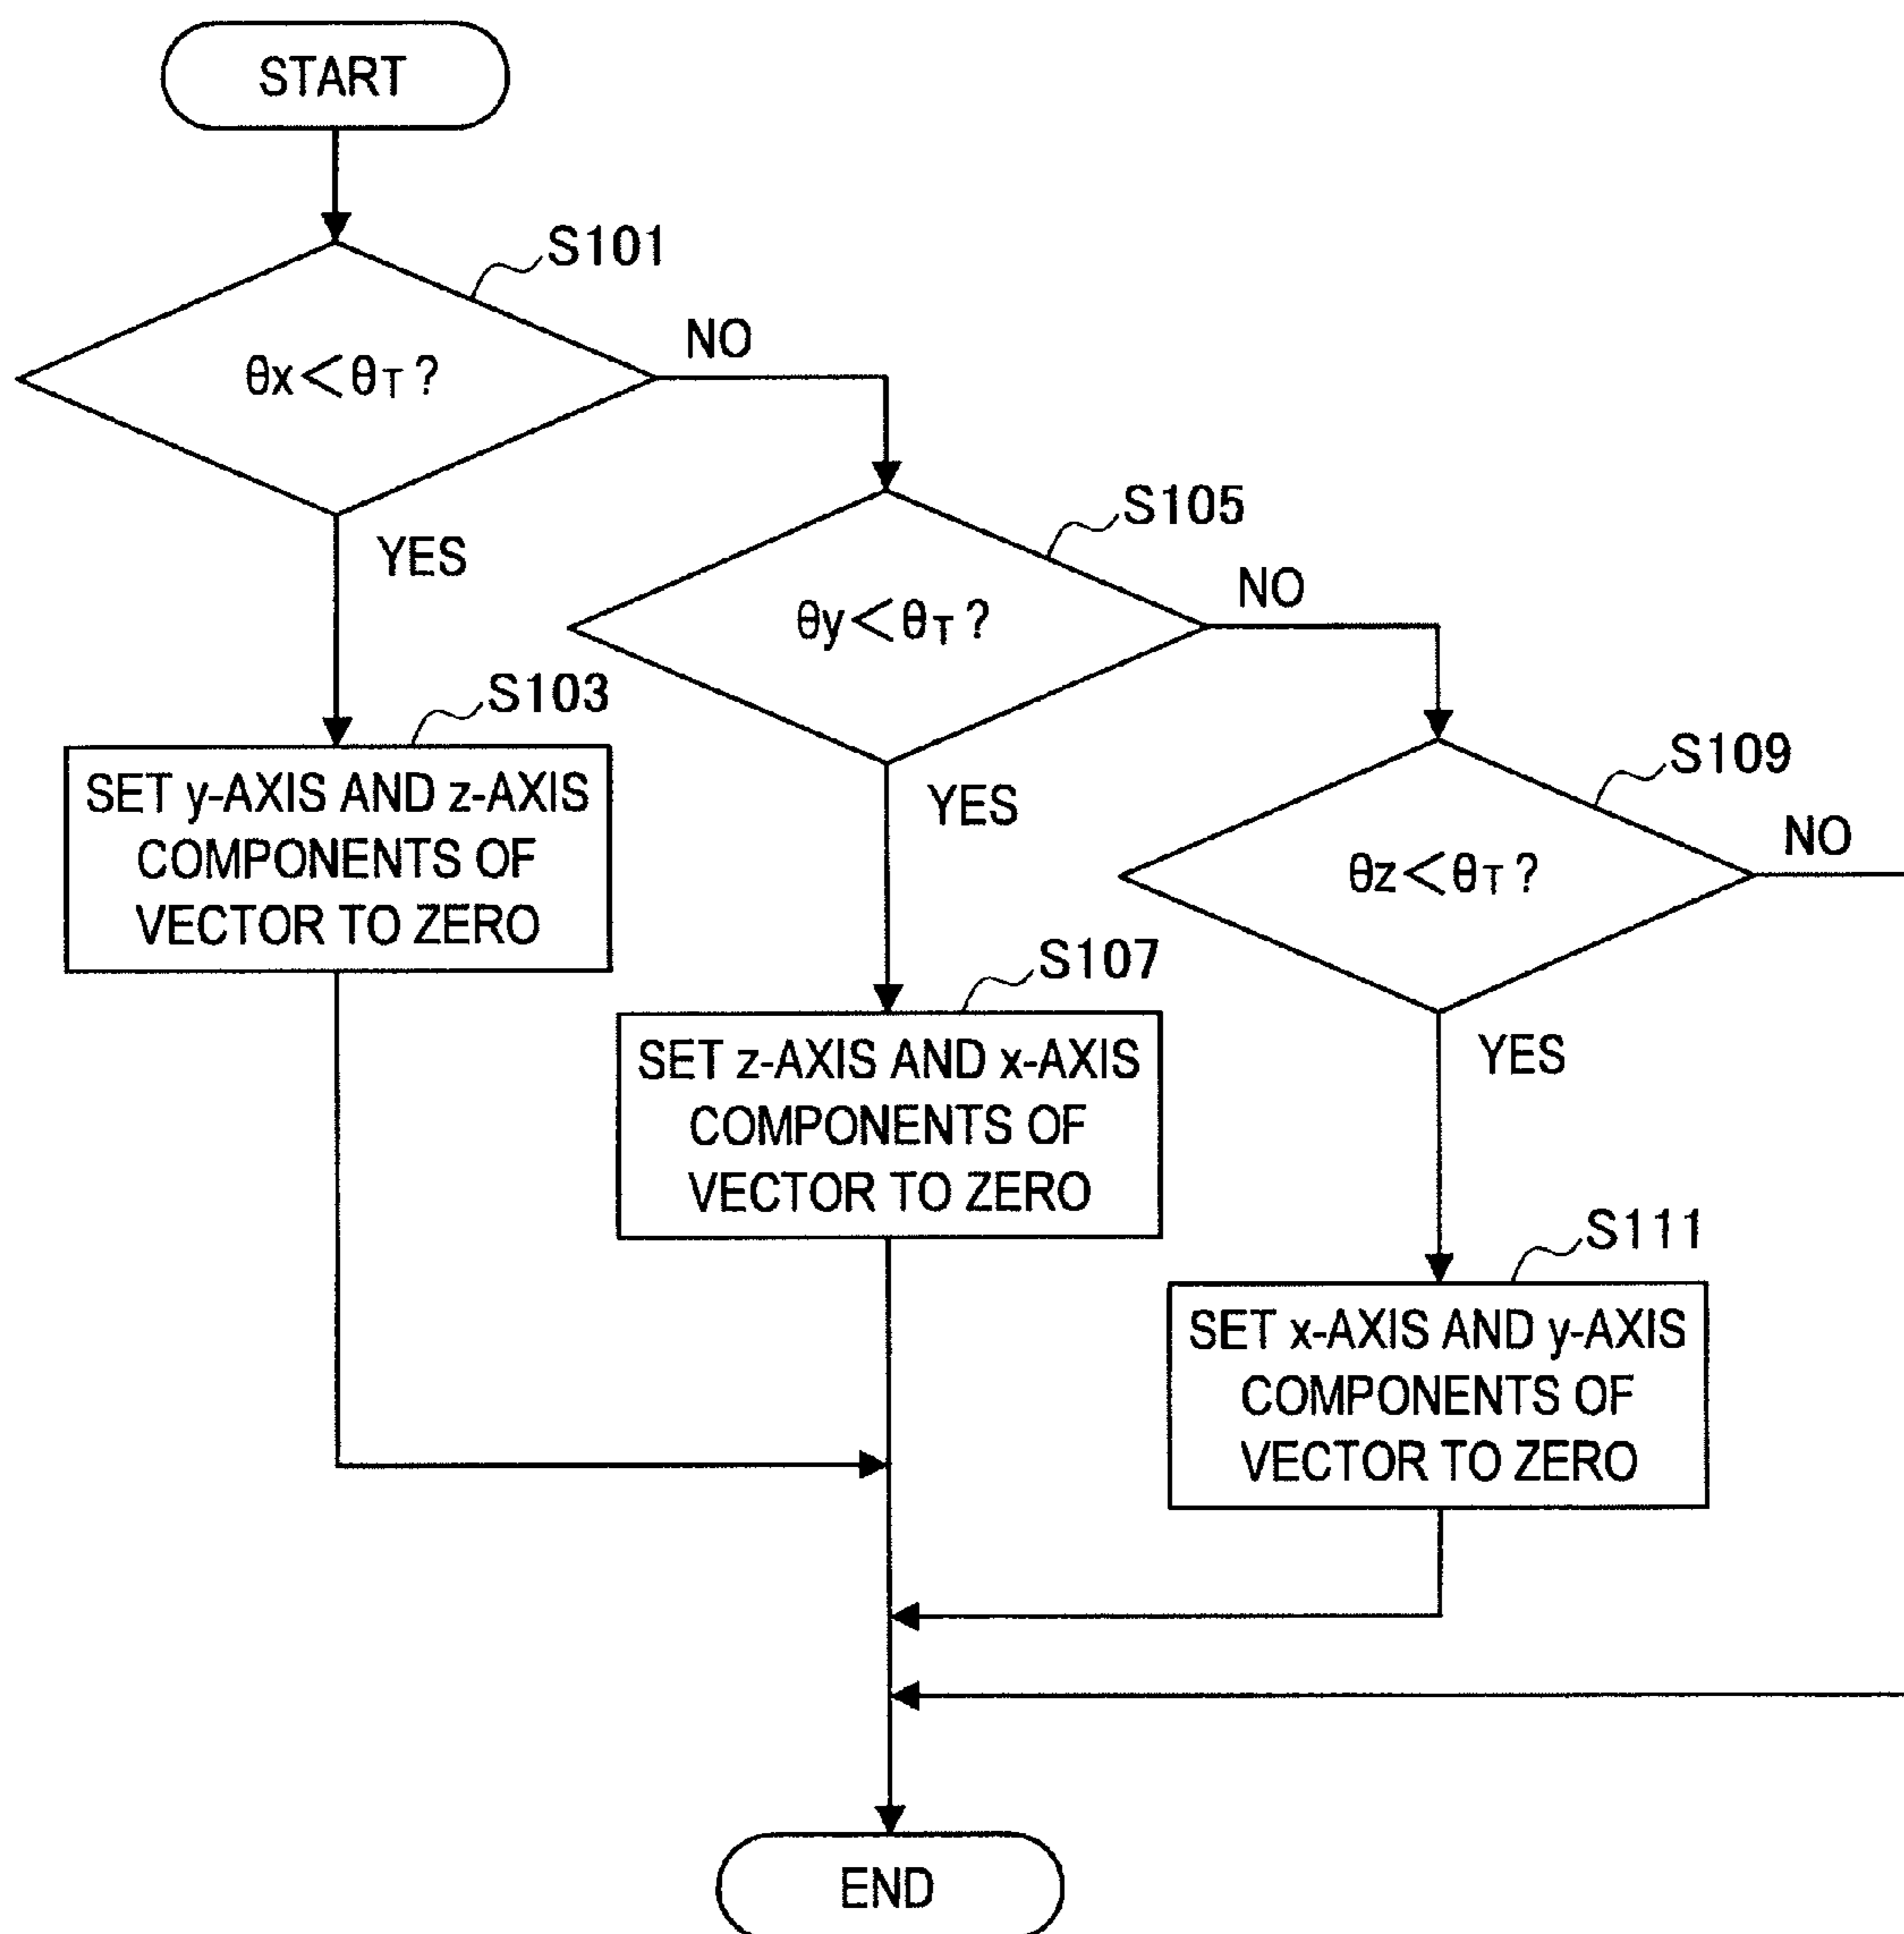 START
S101
θx<θT?
NO
YES
S105
θy<θT?
NO
YES
S103
SET y-AXIS AND z-AXIS
COMPONENTS OF
VECTOR TO ZERO
S109
θz<θT?
NO
YES
S107
SET z-AXIS AND x-AXIS
COMPONENTS OF
VECTOR TO ZERO
S111
SET x-AXIS AND y-AXIS
COMPONENTS OF
VECTOR TO ZERO
END